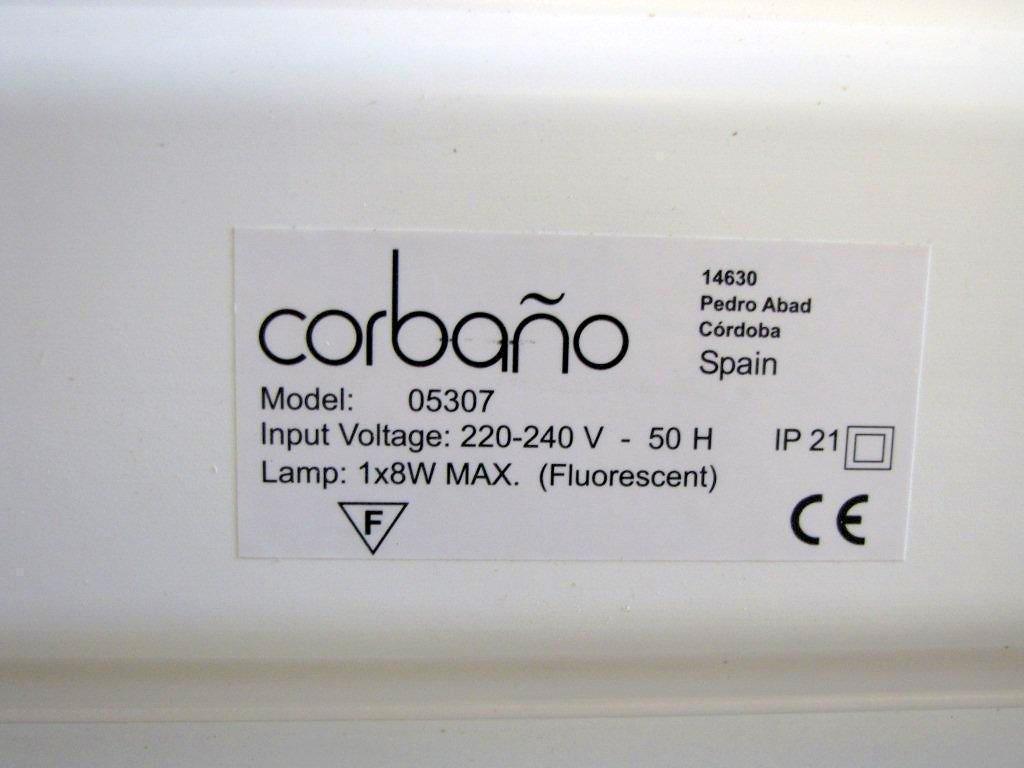 corbaño
14630
Pedro Abad
Córdoba
Spain
Model: 05307
Input Voltage: 220-240 V - 50 H
IP 21
Lamp: 1x8W MAX. (Fluorescent)
F
CE